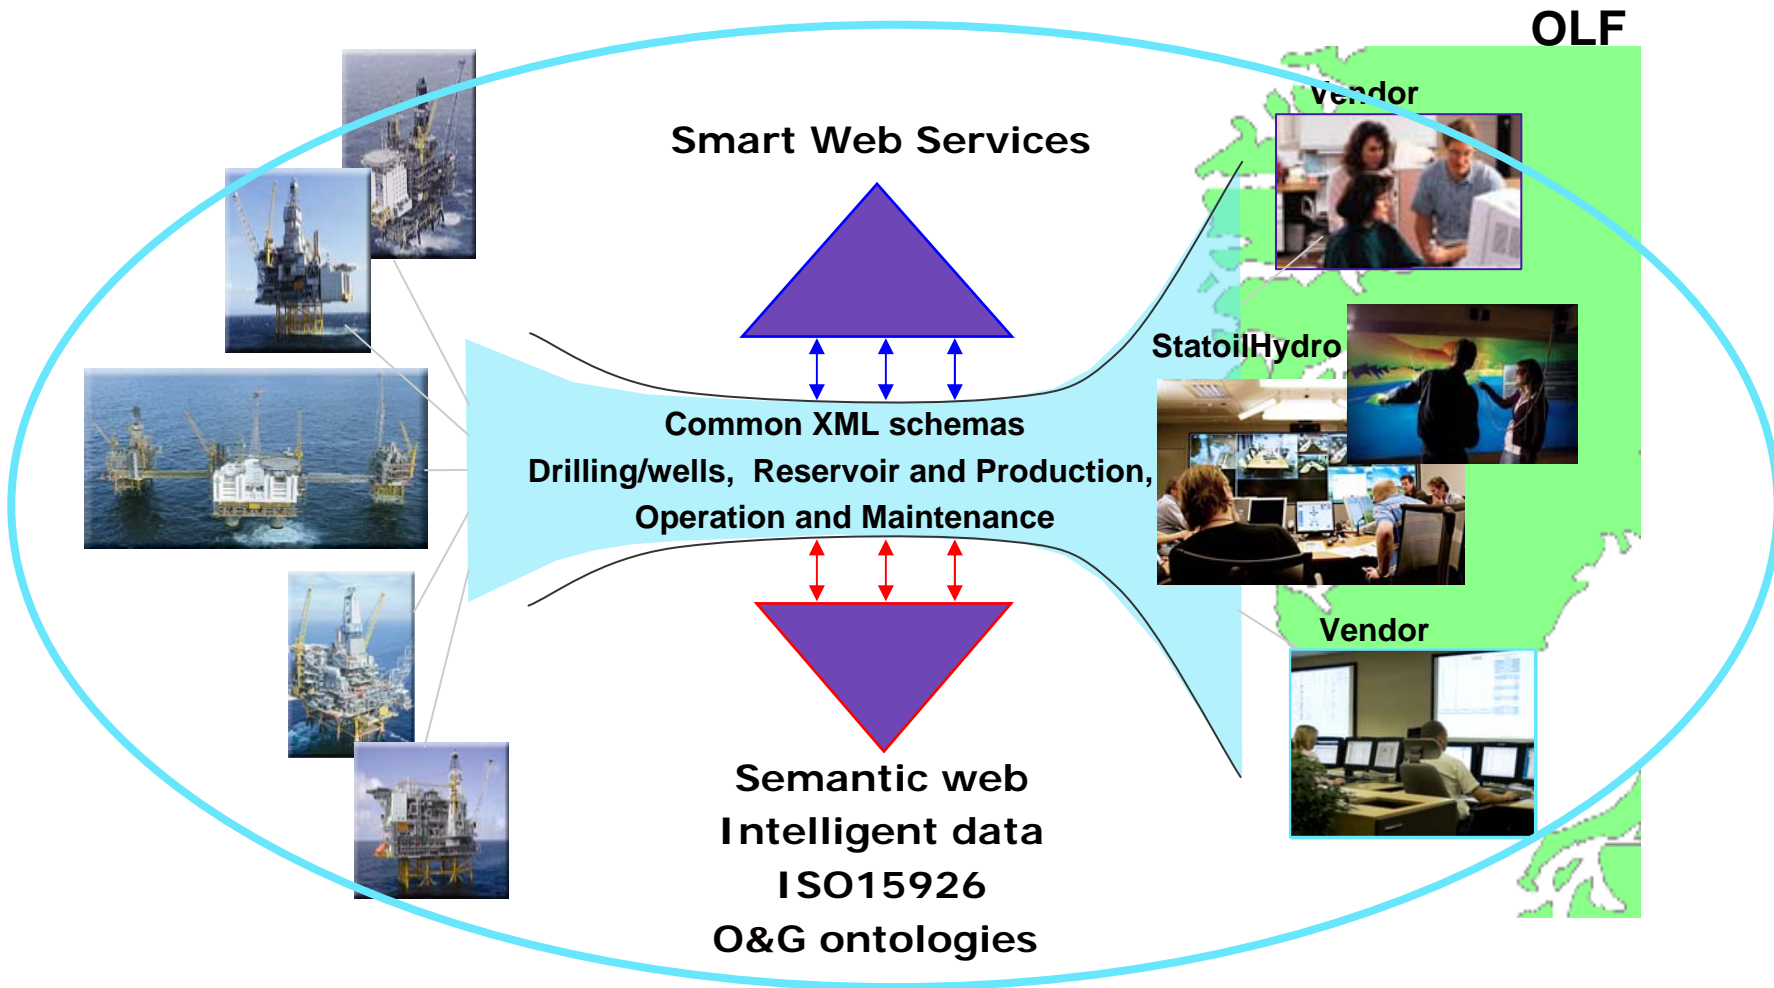 OLF
Vendor
Smart Web Services
StatoilHydro
Common XML schemas
Drilling/wells, Reservoir and Production,
Operation and Maintenance
Vendor
Semantic web
Intelligent data
ISO15926
O&G ontologies